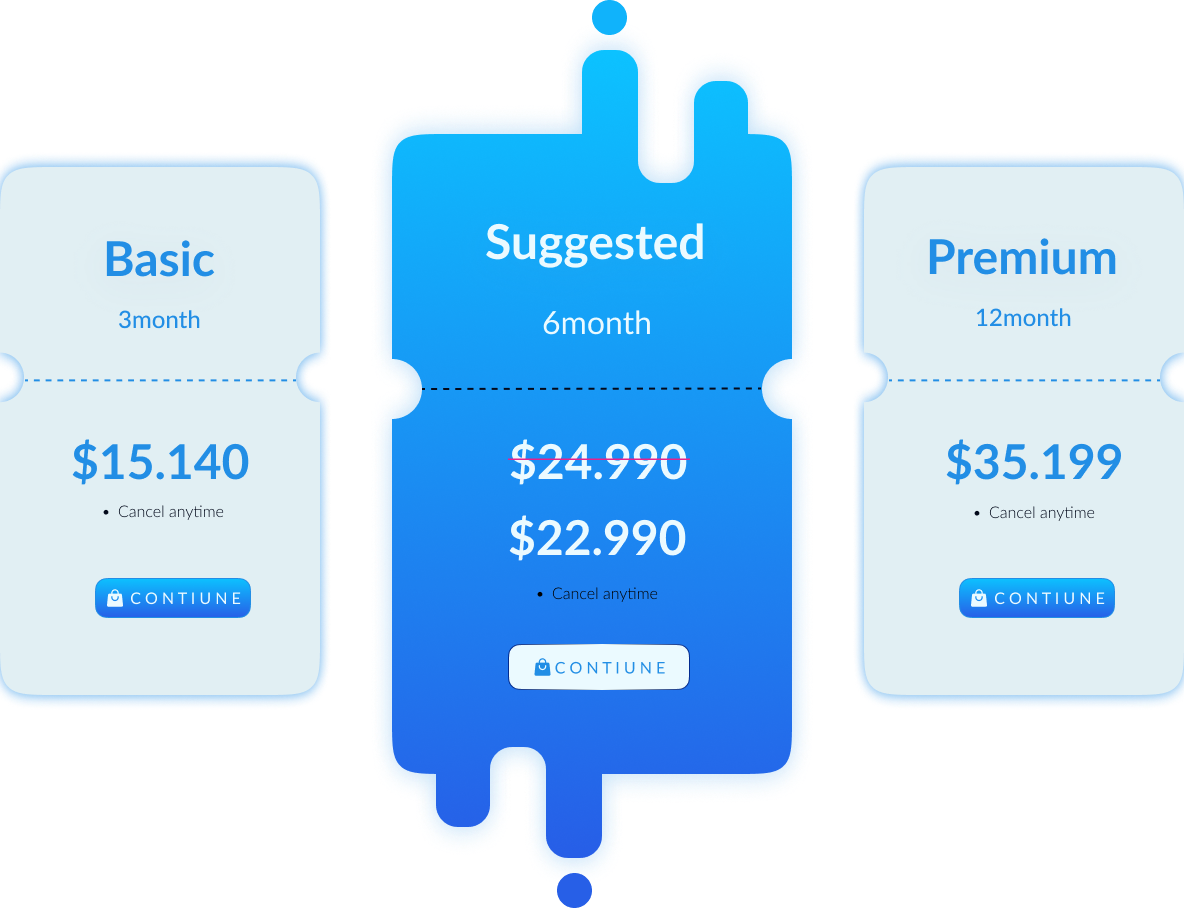 Basic
3month
$15.140
• Cancel anytime
CONTIUNE
Suggested
6month
$24.990
$22.990
• Cancel anytime
CONTIUNE
Premium
12month
$35.199
• Cancel anytime
CONTIUNE